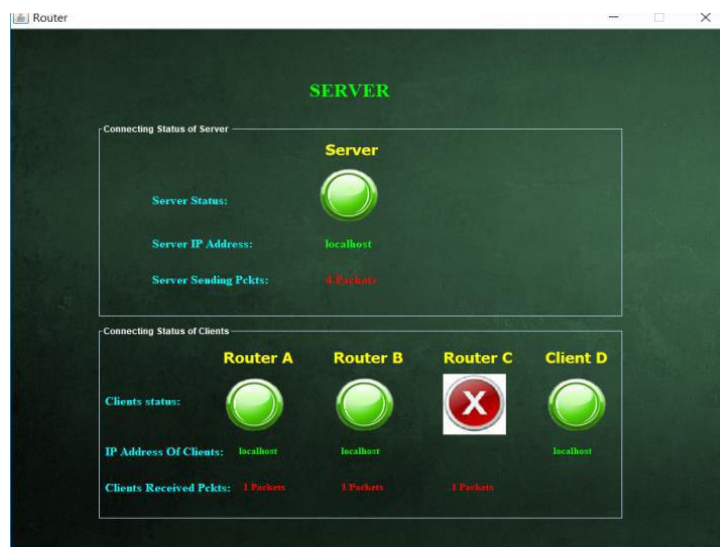 Router
SERVER
Connecting Status of Server
Server
Server Status:
Server IP Address: localhost
Server Sending Pckts: 4 Packets
Connecting Status of Clients
Router A Router B Router C Client D
Clients status:
X
IP Address Of Clients: localhost localhost localhost
Clients Received Pckts: 1 Packets 1 Packets 1 Packets